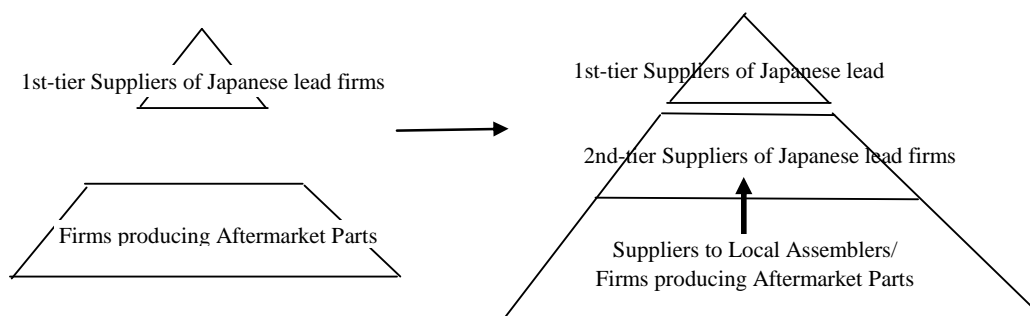 1st-tier Suppliers of Japanese lead firms
Firms producing Aftermarket Parts
1st-tier Suppliers of Japanese lead
2nd-tier Suppliers of Japanese lead firms
Suppliers to Local Assemblers/
Firms producing Aftermarket Parts